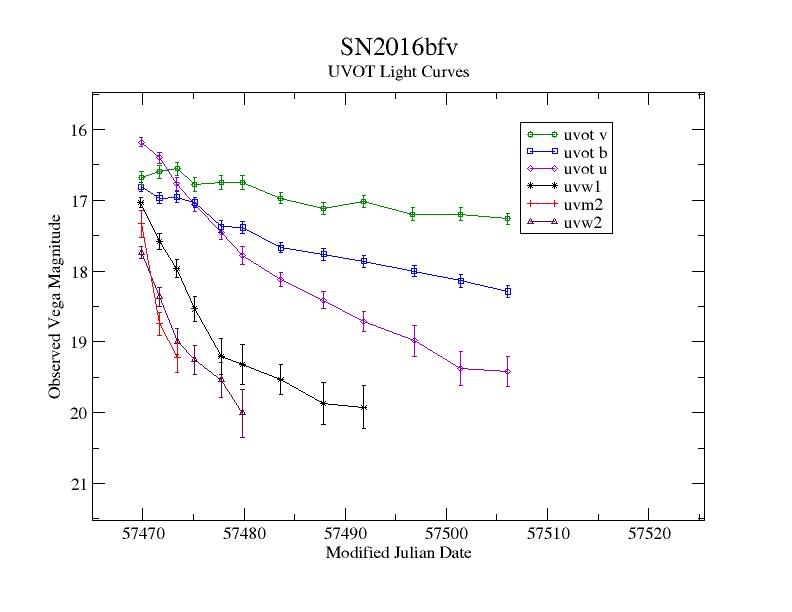 SN2016bfv
UVOT Light Curves
16
17
18
19
20
21
Observed Vega Magnitude
uvot v
uvot b
uvot u
uvw1
uvm2
uvw2
57470 57480 57490 57500 57510 57520
Modified Julian Date